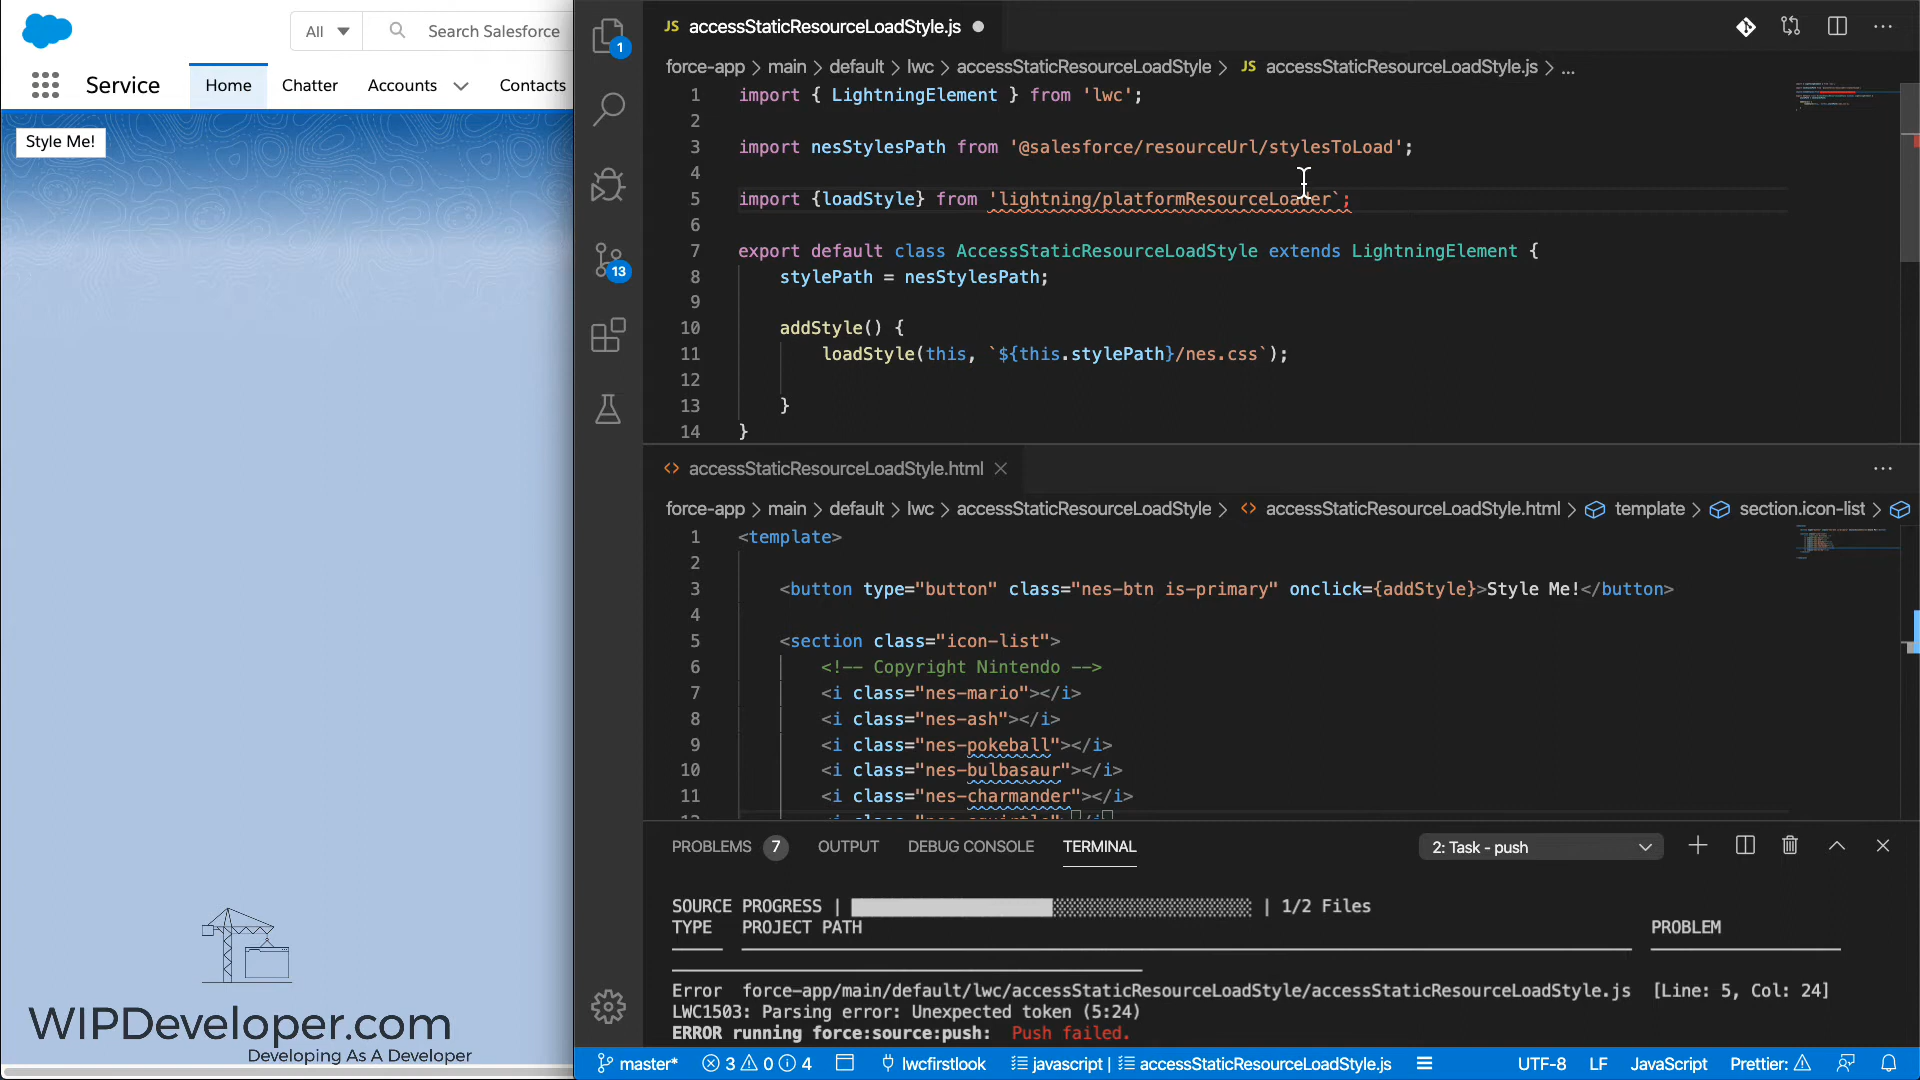 All
Search Salesforce
Service
Home
Chatter
Accounts
Contacts
Style Me!
WIPDeveloper.com
Developing As A Developer
1
13
JS accessStaticResourceLoadStyle.js
force-app > main > default > lwc > accessStaticResourceLoadStyle > JS accessStaticResourceLoadStyle.js > ...
1 import { LightningElement } from 'lwc';
2
3 import nesStylesPath from '@salesforce/resourceUrl/stylesToLoad';
4
5 import {loadStyle} from 'lightning/platformResourceLoader`;
6
7 export default class AccessStaticResourceLoadStyle extends LightningElement {
8 stylePath = nesStylesPath;
9
10 addStyle() {
11 loadStyle(this, `${this.stylePath}/nes.css`);
12
13 }
14 }
<> accessStaticResourceLoadStyle.html
force-app > main > default > lwc > accessStaticResourceLoadStyle > <> accessStaticResourceLoadStyle.html > template > section.icon-list >
1 <template>
2
3 <button type="button" class="nes-btn is-primary" onclick={addStyle}>Style Me!</button>
4
5 <section class="icon-list">
6 <!-- Copyright Nintendo -->
7 <i class="nes-mario"></i>
8 <i class="nes-ash"></i>
9 <i class="nes-pokeball"></i>
10 <i class="nes-bulbasaur"></i>
11 <i class="nes-charmander"></i>
PROBLEMS 7 OUTPUT DEBUG CONSOLE TERMINAL 2: Task - push
SOURCE PROGRESS | | 1/2 Files
TYPE PROJECT PATH PROBLEM
Error force-app/main/default/lwc/accessStaticResourceLoadStyle/accessStaticResourceLoadStyle.js [Line: 5, Col: 24]
LWC1503: Parsing error: Unexpected token (5:24)
ERROR running force:source:push: Push failed.
master* 3 0 4 lwcfirstlook javascript | accessStaticResourceLoadStyle.js UTF-8 LF JavaScript Prettier: